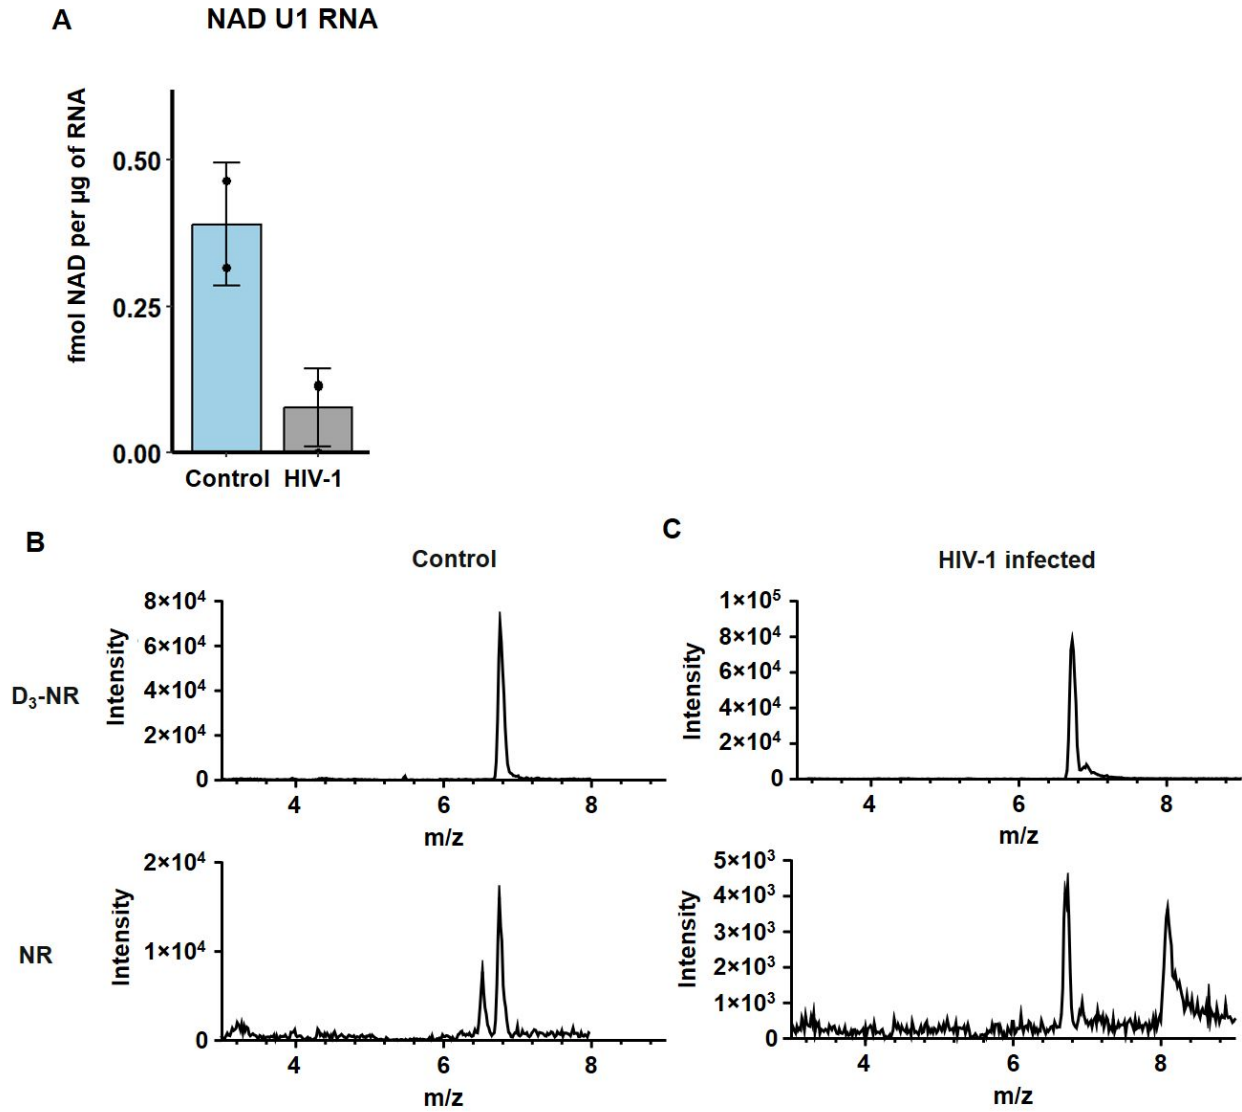 A
NAD U1 RNA
fmol NAD per µg of RNA
0.50
0.25
0.00
Control HIV-1
B
Control
D₃-NR
Intensity
8×10⁴
6×10⁴
4×10⁴
2×10⁴
0
4 6 8
m/z
NR
Intensity
2×10⁴
1×10⁴
0
4 6 8
m/z
C
HIV-1 infected
Intensity
1×10⁵
8×10⁴
6×10⁴
4×10⁴
2×10⁴
0
4 6 8
m/z
Intensity
5×10³
4×10³
3×10³
2×10³
1×10³
0
4 6 8
m/z